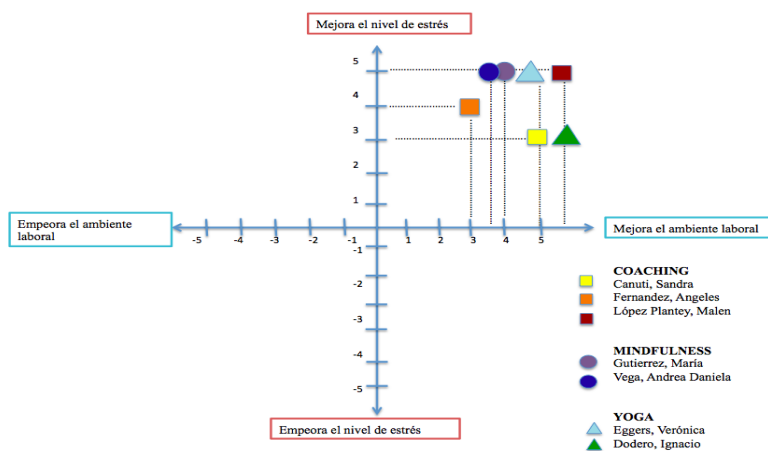 Mejora el nivel de estrés
5
4
3
2
1
Empeora el ambiente
laboral
-5 -4 -3 -2 -1 1 2 3 4 5
Mejora el ambiente laboral
-1
-2
-3
-4
-5
Empeora el nivel de estrés
COACHING
Canuti, Sandra
Fernandez, Angeles
López Plantey, Malen
MINDFULNESS
Gutierrez, María
Vega, Andrea Daniela
YOGA
Eggers, Verónica
Dodero, Ignacio